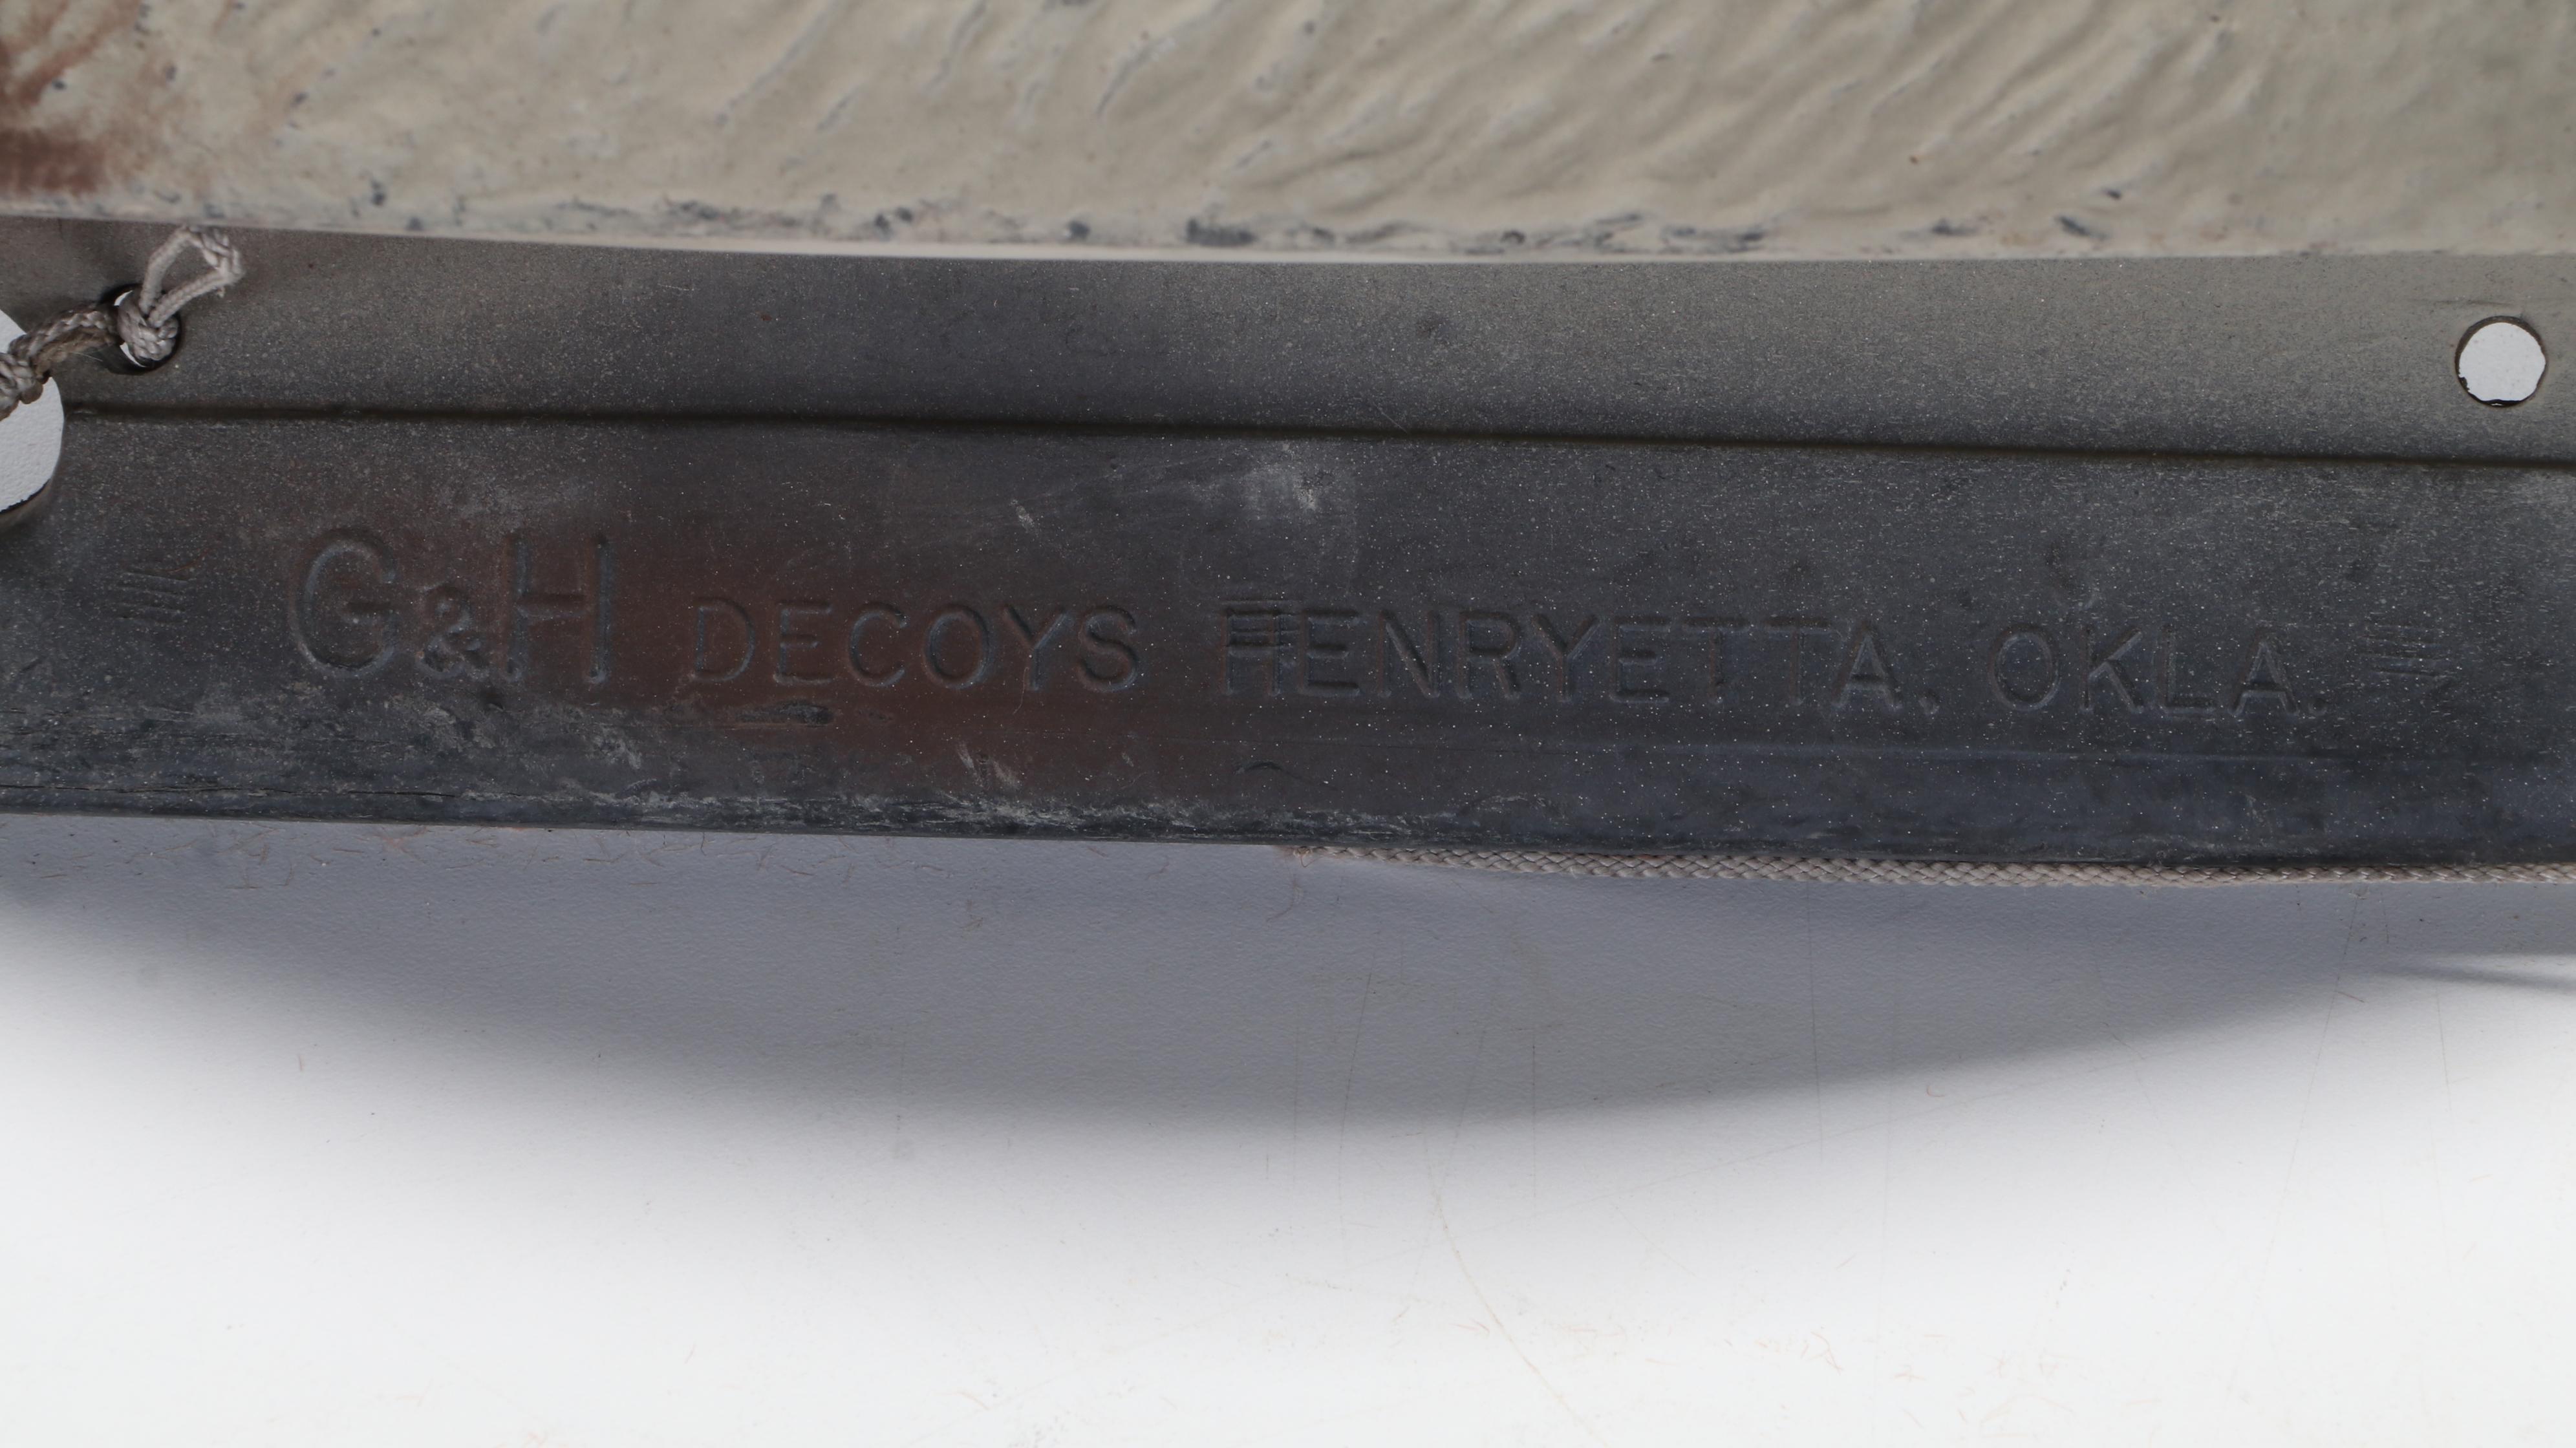 G&H DECOYS HENRYETTA, OKLA.